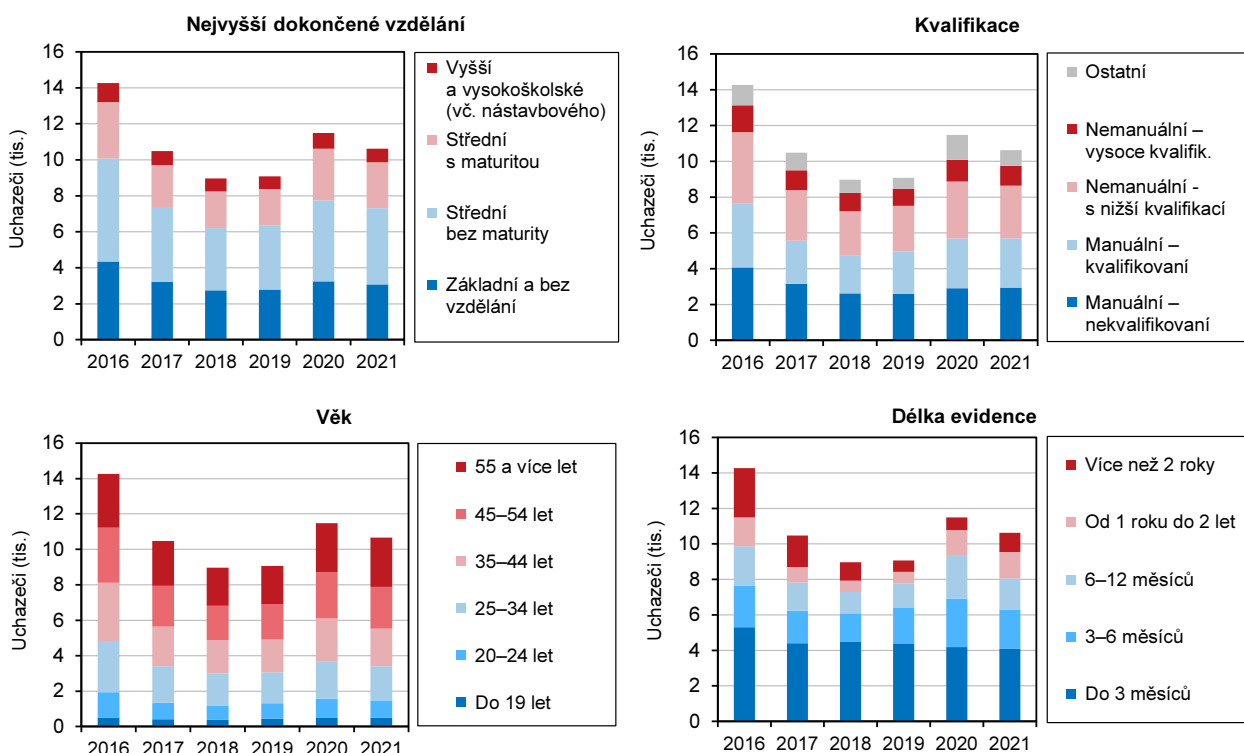 Nejvyšší dokončené vzdělání
Uchazeči (tis.)
16
14
12
10
8
6
4
2
0
2016 2017 2018 2019 2020 2021
Vyšší
a vysokoškolské
(vč. nástavbového)
Střední
s maturitou
Střední
bez maturity
Základní a bez
vzdělání
Kvalifikace
Uchazeči (tis.)
16
14
12
10
8
6
4
2
0
2016 2017 2018 2019 2020 2021
Ostatní
Nemanuální –
vysoce kvalifik.
Nemanuální -
s nižší kvalifikací
Manuální –
kvalifikovaní
Manuální –
nekvalifikovaní
Věk
Uchazeči (tis.)
16
14
12
10
8
6
4
2
0
2016 2017 2018 2019 2020 2021
55 a více let
45–54 let
35–44 let
25–34 let
20–24 let
Do 19 let
Délka evidence
Uchazeči (tis.)
16
14
12
10
8
6
4
2
0
2016 2017 2018 2019 2020 2021
Více než 2 roky
Od 1 roku do 2 let
6–12 měsíců
3–6 měsíců
Do 3 měsíců